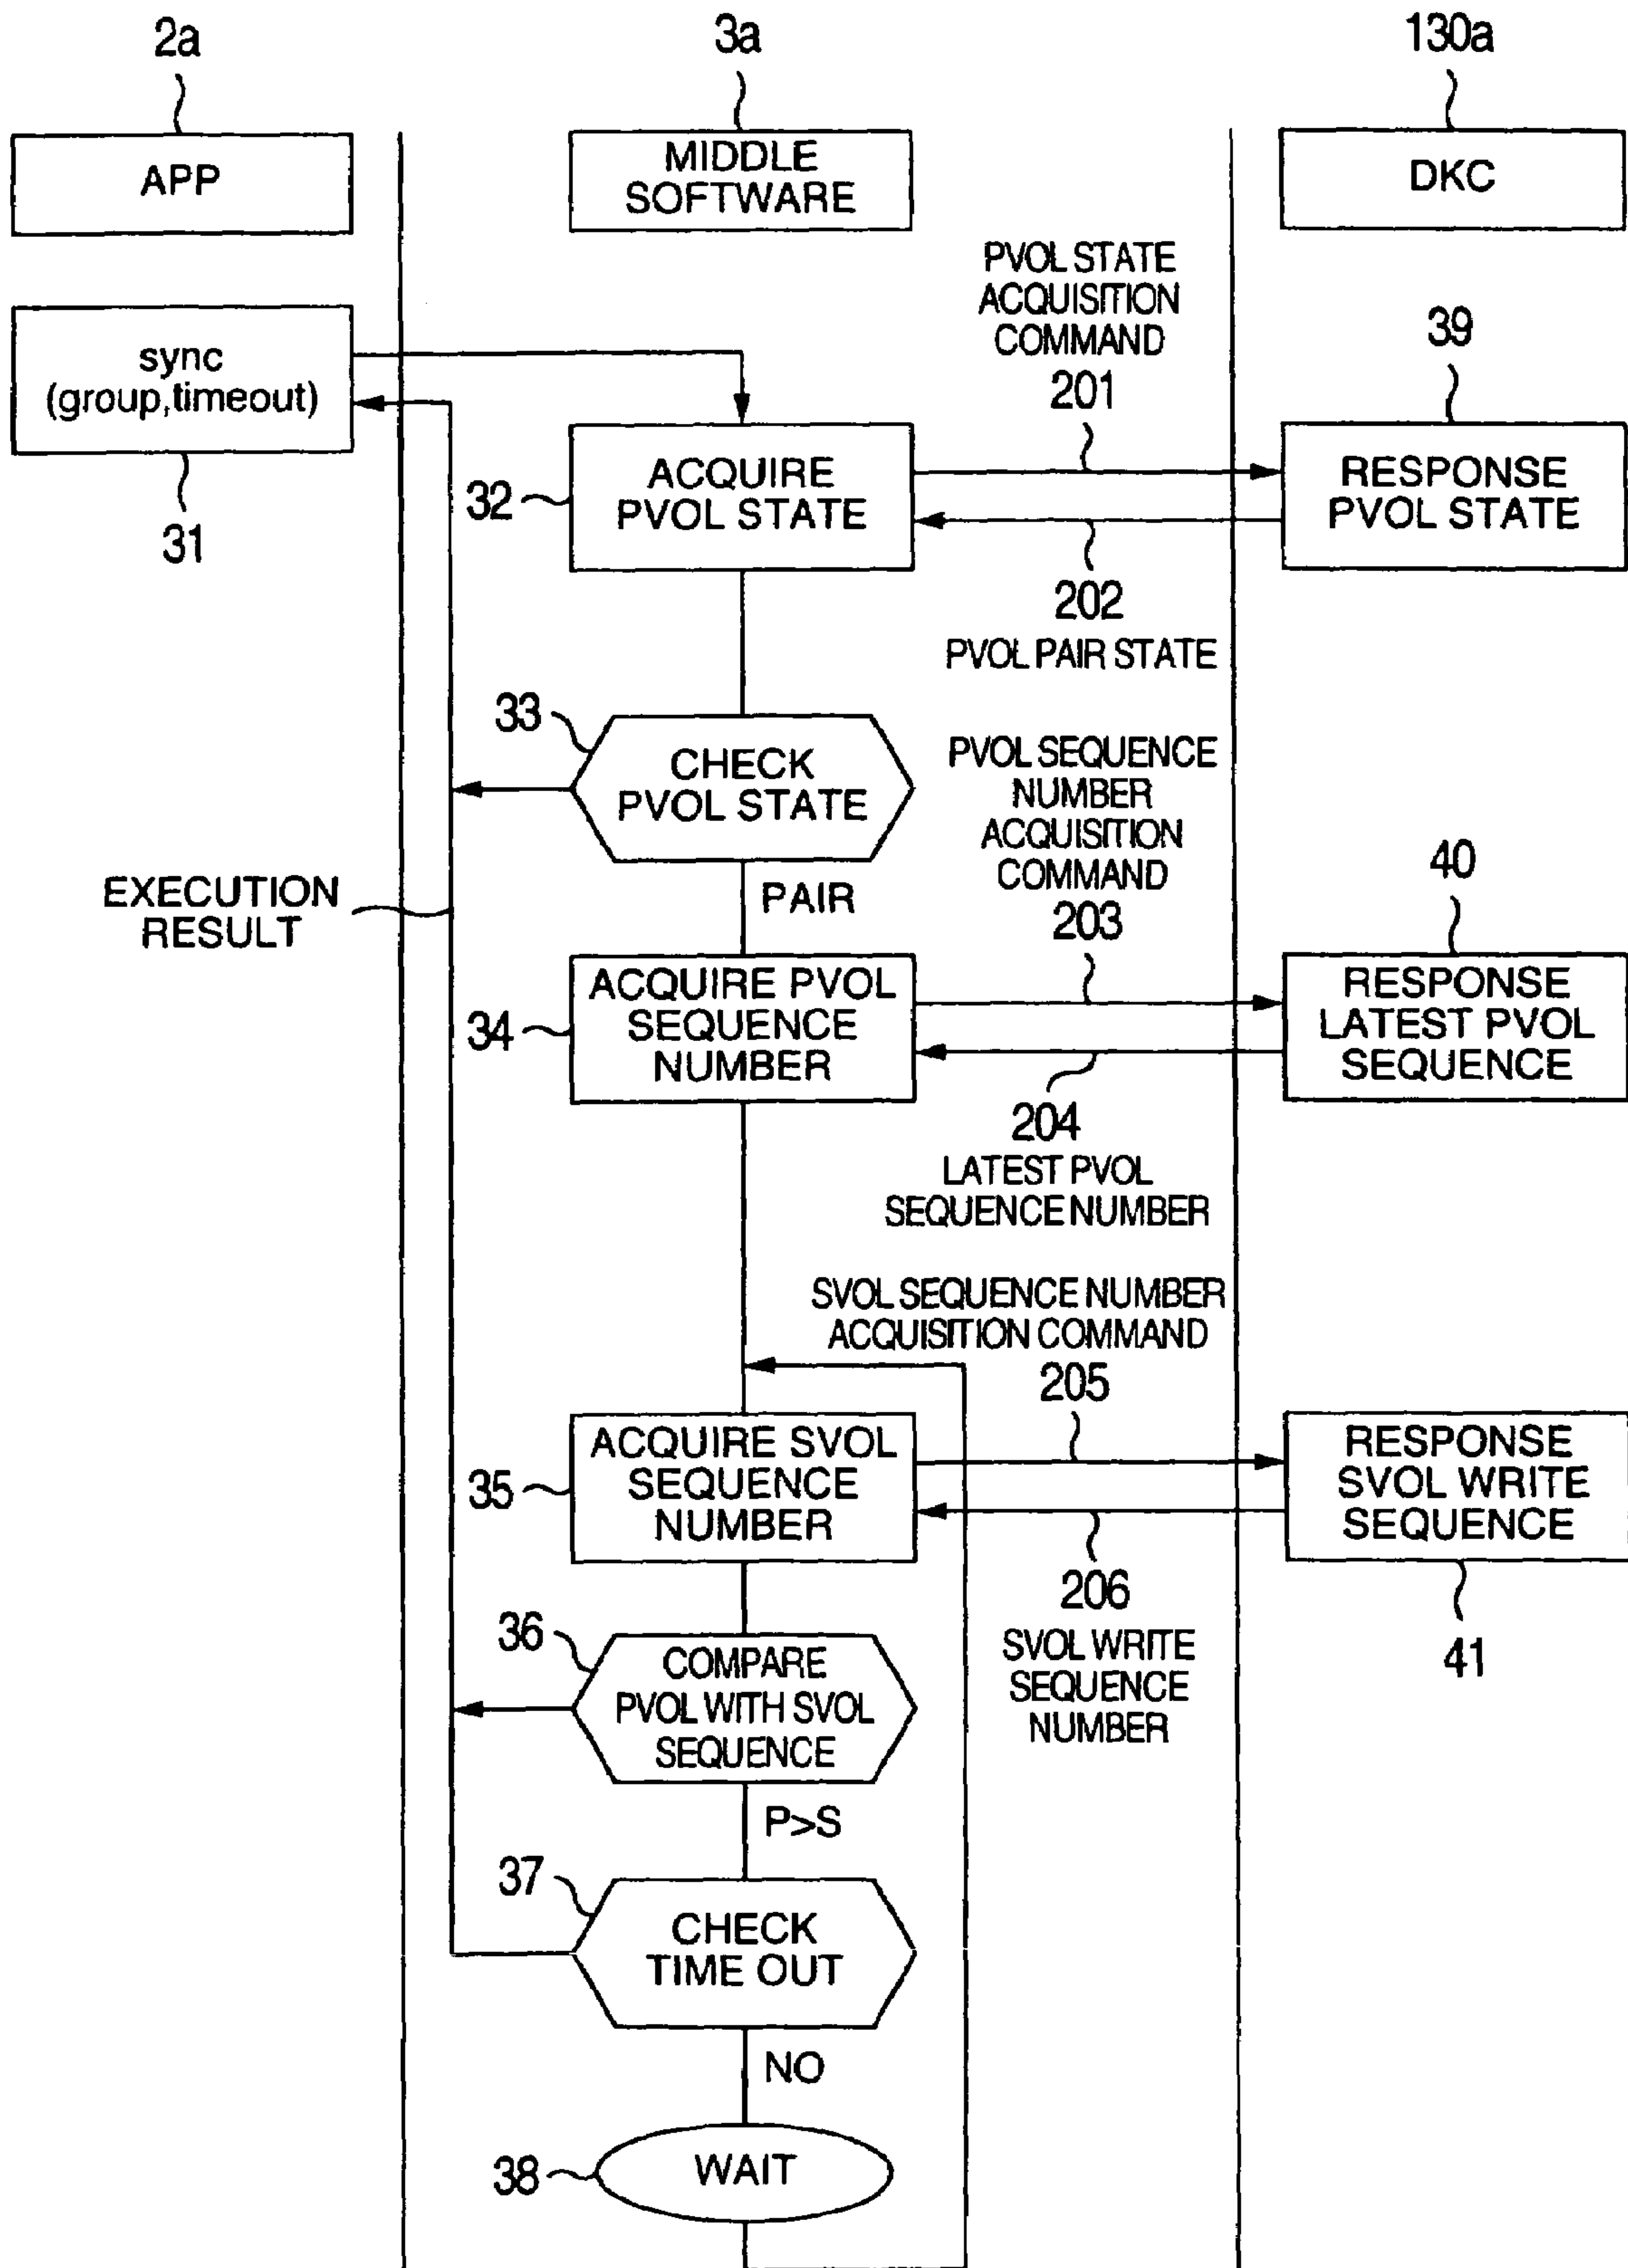 2a
3a
130a
APP
MIDDLE
SOFTWARE
DKC
PVOL STATE
ACQUISITION
COMMAND
201
39
sync
(group,timeout)
31
32
ACQUIRE
PVOL STATE
RESPONSE
PVOL STATE
202
PVOL PAIR STATE
33
CHECK
PVOL STATE
PVOL SEQUENCE
NUMBER
ACQUISITION
COMMAND
203
40
EXECUTION
RESULT
PAIR
34
ACQUIRE PVOL
SEQUENCE
NUMBER
RESPONSE
LATEST PVOL
SEQUENCE
204
LATEST PVOL
SEQUENCE NUMBER
SVOL SEQUENCE NUMBER
ACQUISITION COMMAND
205
35
ACQUIRE SVOL
SEQUENCE
NUMBER
RESPONSE
SVOL WRITE
SEQUENCE
206
SVOL WRITE
SEQUENCE
NUMBER
41
36
COMPARE
PVOL WITH SVOL
SEQUENCE
P>S
37
CHECK
TIME OUT
NO
38
WAIT